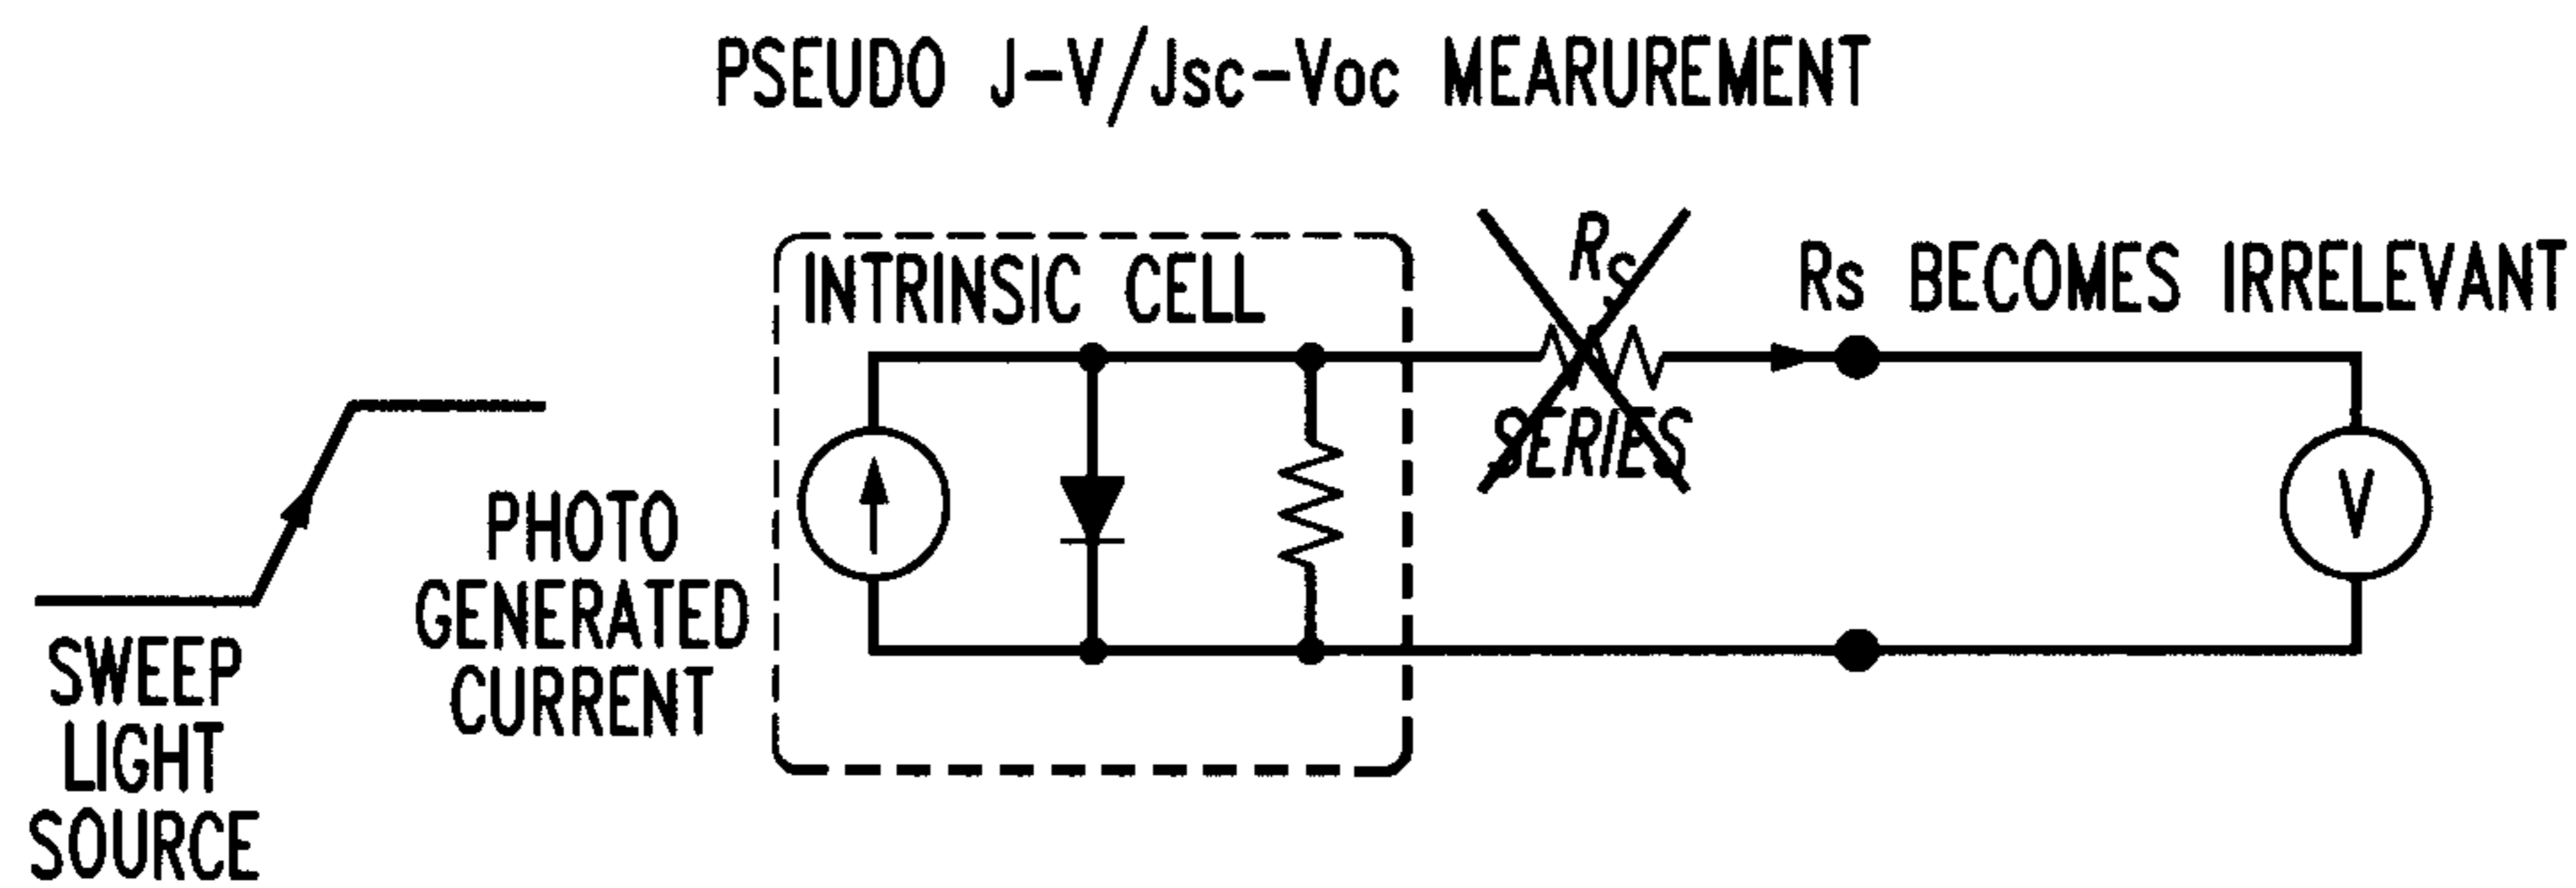 PSEUDO J-V/Jsc-Voc MEARUREMENT
INTRINSIC CELL
Rs
SERIES
Rs BECOMES IRRELEVANT
PHOTO
GENERATED
CURRENT
SWEEP
LIGHT
SOURCE
V